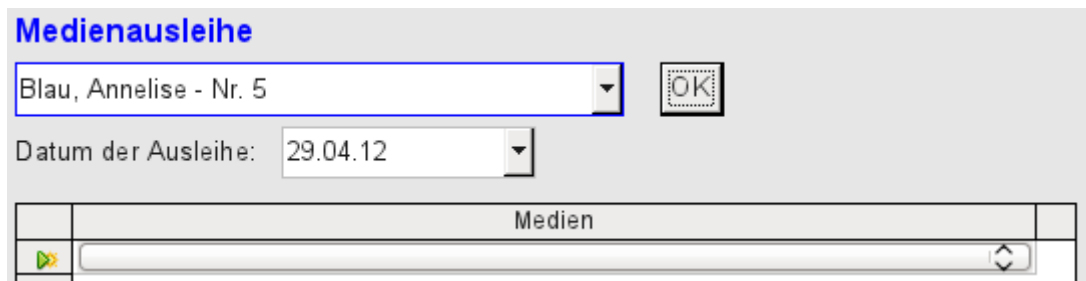 Medienausleihe
Blau, Annelise - Nr. 5 OK
Datum der Ausleihe: 29.04.12
Medien